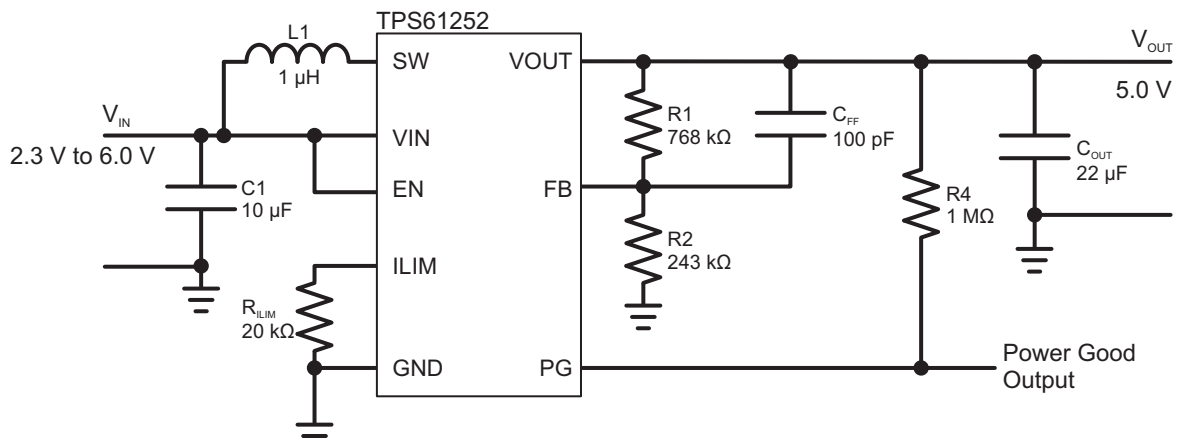 TPS61252
L1
1 µH
SW
VOUT
V_OUT
5.0 V
V_IN
2.3 V to 6.0 V
VIN
R1
768 kΩ
C_FF
100 pF
C_OUT
22 µF
C1
10 µF
EN
FB
R4
1 MΩ
R2
243 kΩ
ILIM
R_ILIM
20 kΩ
GND
PG
Power Good
Output